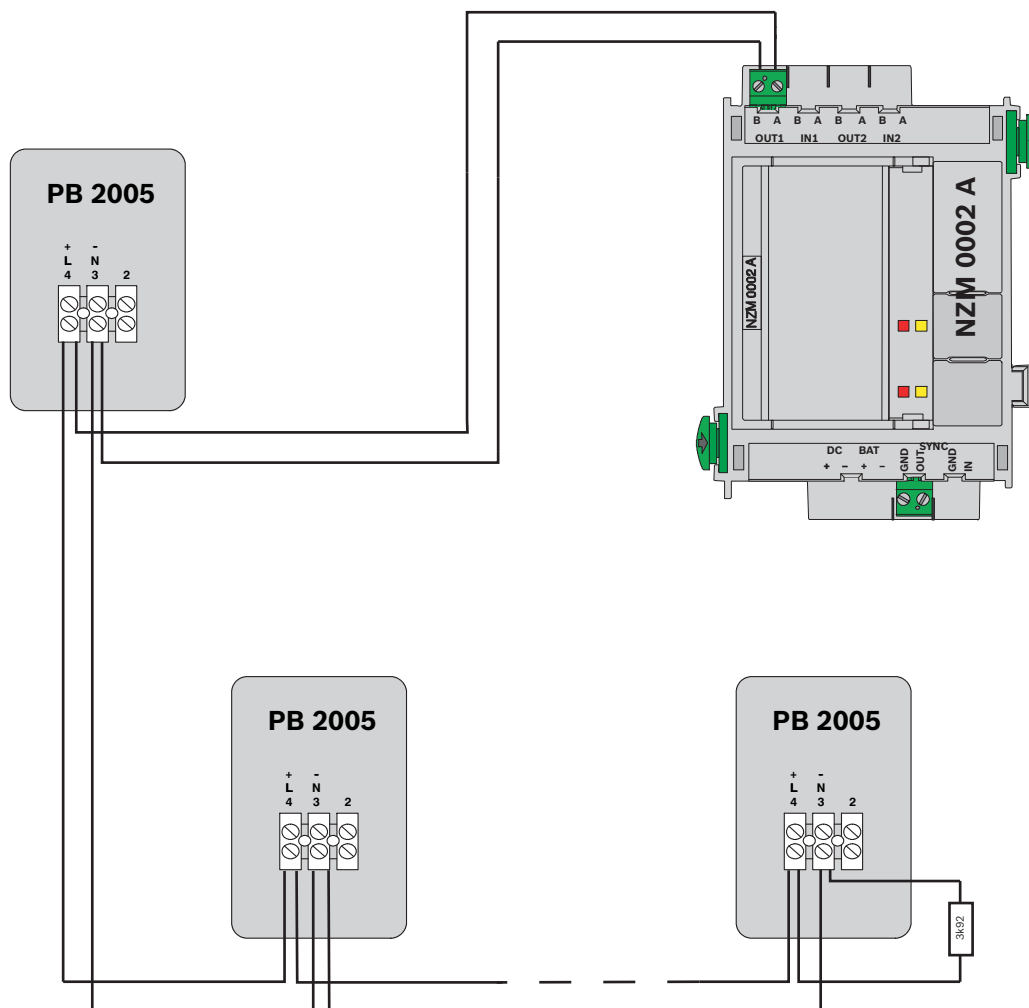 B A B A B A B A
OUT1 IN1 OUT2 IN2
NZM 0002 A
NZM 0002 A
DC BAT SYNC
+ − + − GND OUT GND IN
PB 2005
+ -
L N
4 3 2
PB 2005
+ -
L N
4 3 2
PB 2005
+ -
L N
4 3 2
3k92